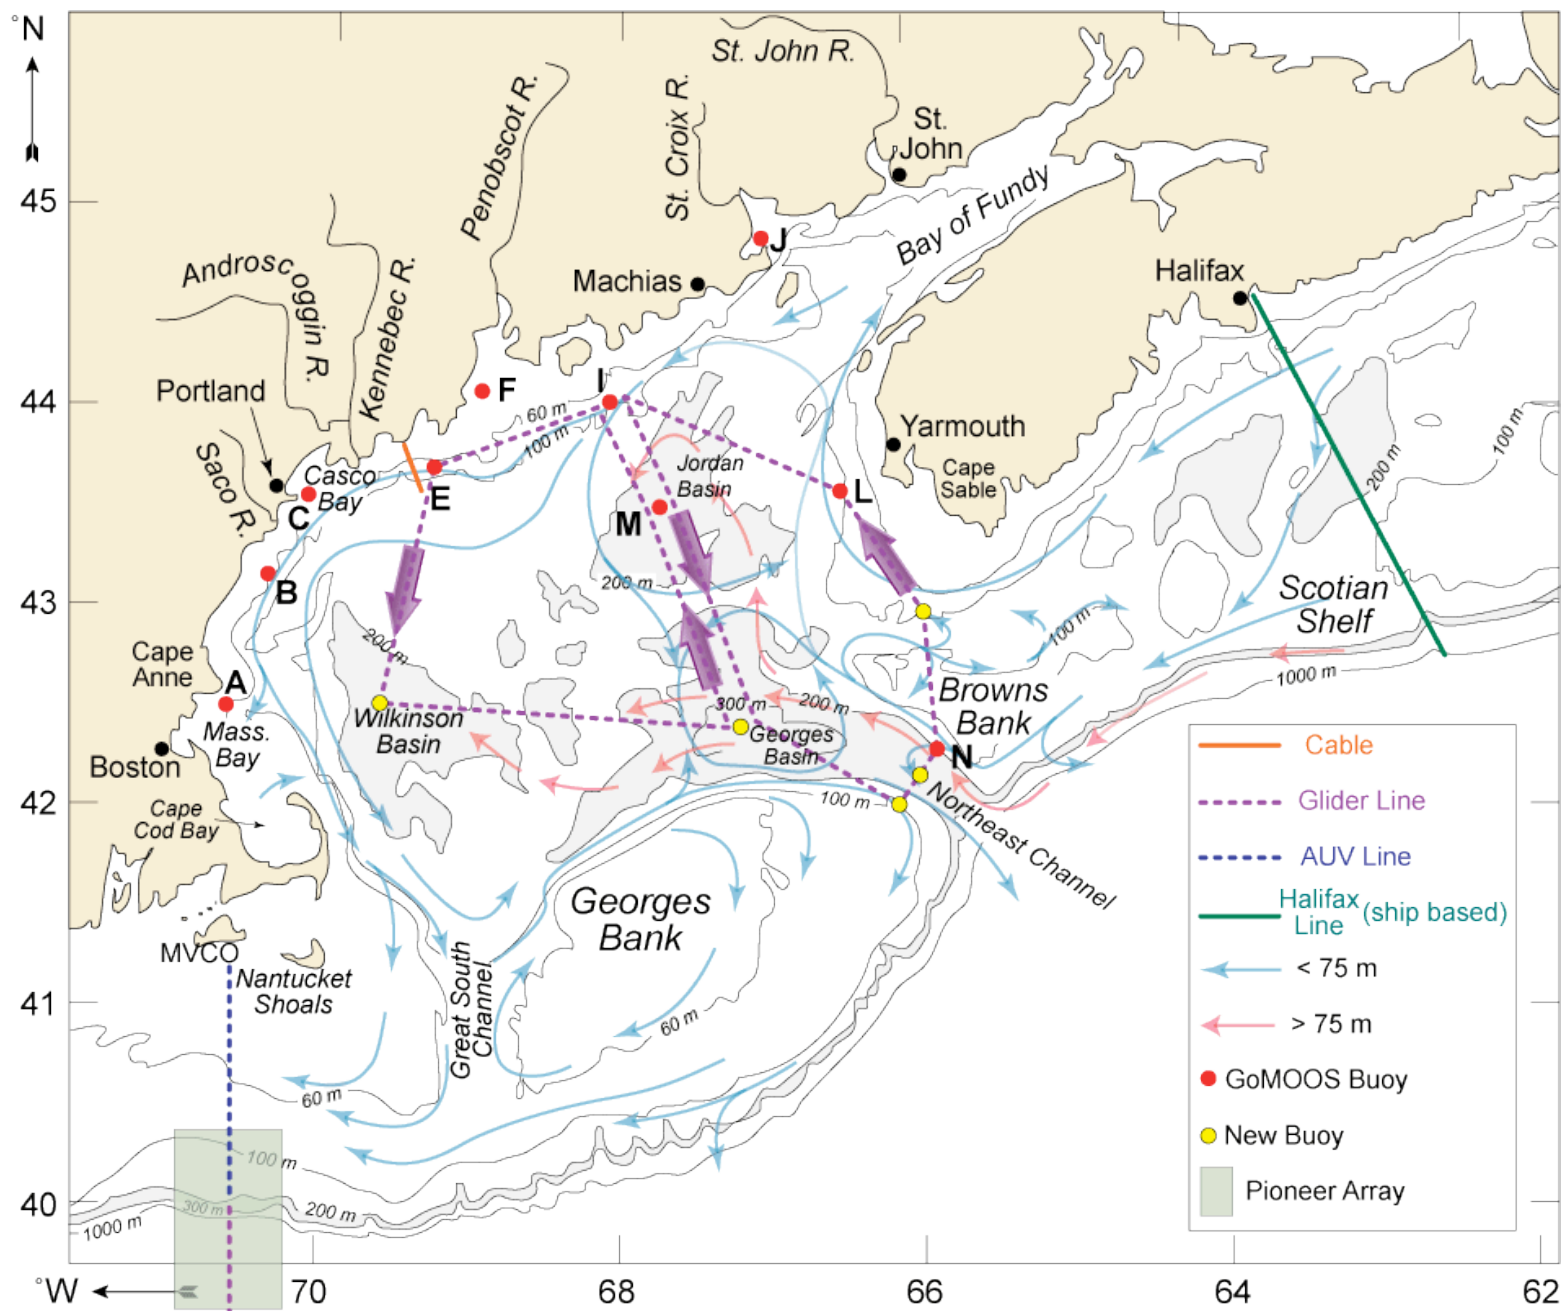 °N
St. John R.
St. Croix R.
Penobscot R.
St.
John
45
Bay of Fundy
J
Androscoggin R.
Kennebec R.
Machias
Halifax
Portland
F
I
44
60 m
100 m
Yarmouth
100 m
Saco R.
Casco
Bay
Jordan
Basin
Cape
Sable
200 m
E
L
C
M
B
200 m
43
Scotian
Shelf
100 m
200 m
Cape
Anne
A
Browns
Bank
1000 m
300 m
200 m
Wilkinson
Basin
Mass.
Bay
Georges
Basin
N
Boston
42
100 m
Northeast Channel
Cape
Cod Bay
Georges
Bank
MVCO
Nantucket
Shoals
Great South
Channel
41
60 m
60 m
100 m
40
300 m
200 m
1000 m
°W
70
68
66
64
62
Cable
Glider Line
AUV Line
Halifax
Line (ship based)
< 75 m
> 75 m
GoMOOS Buoy
New Buoy
Pioneer Array